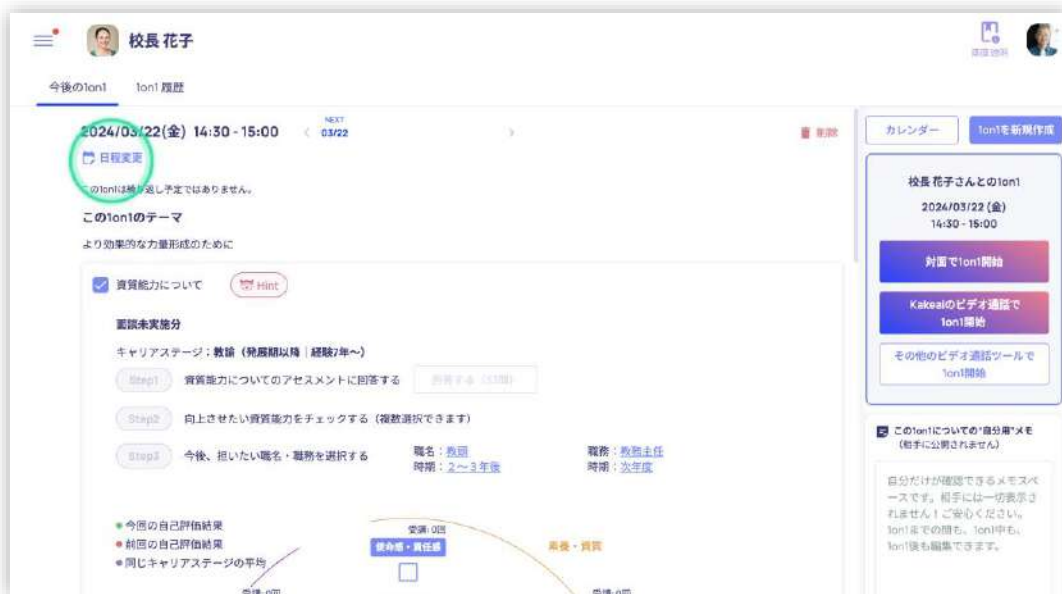 校長 花子
今後の1on1
1on1 履歴
2024/03/22(金) 14:30 - 15:00
NEXT
03/22
削除
日程変更
この1on1は繰り返し予定ではありません。
この1on1のテーマ
より効果的な力量形成のために
資質能力について
Hint
面談未実施分
キャリアステージ：教諭（発展期以降｜経験7年〜）
Step1
資質能力についてのアセスメントに回答する
Step2
向上させたい資質能力をチェックする（複数選択できます）
Step3
今後、担いたい職名・職務を選択する
職名：教頭
時期：２〜３年後
職務：教務主任
時期：次年度
今回の自己評価結果
前回の自己評価結果
同じキャリアステージの平均
受講:0回
使命感・責任感
素養・資質
受講:0回
受講:0回
カレンダー
1on1を新規作成
校長 花子さんとの1on1
2024/03/22 (金)
14:30 - 15:00
対面で1on1開始
Kakeaiのビデオ通話で
1on1開始
その他のビデオ通話ツールで
1on1開始
この1on1についての"自分用"メモ
（相手に公開されません）
自分だけが確認できるメモスペ
ースです。相手には一切表示さ
れません！ご安心ください。
1on1までの間も、1on1中も、
1on1後も編集できます。